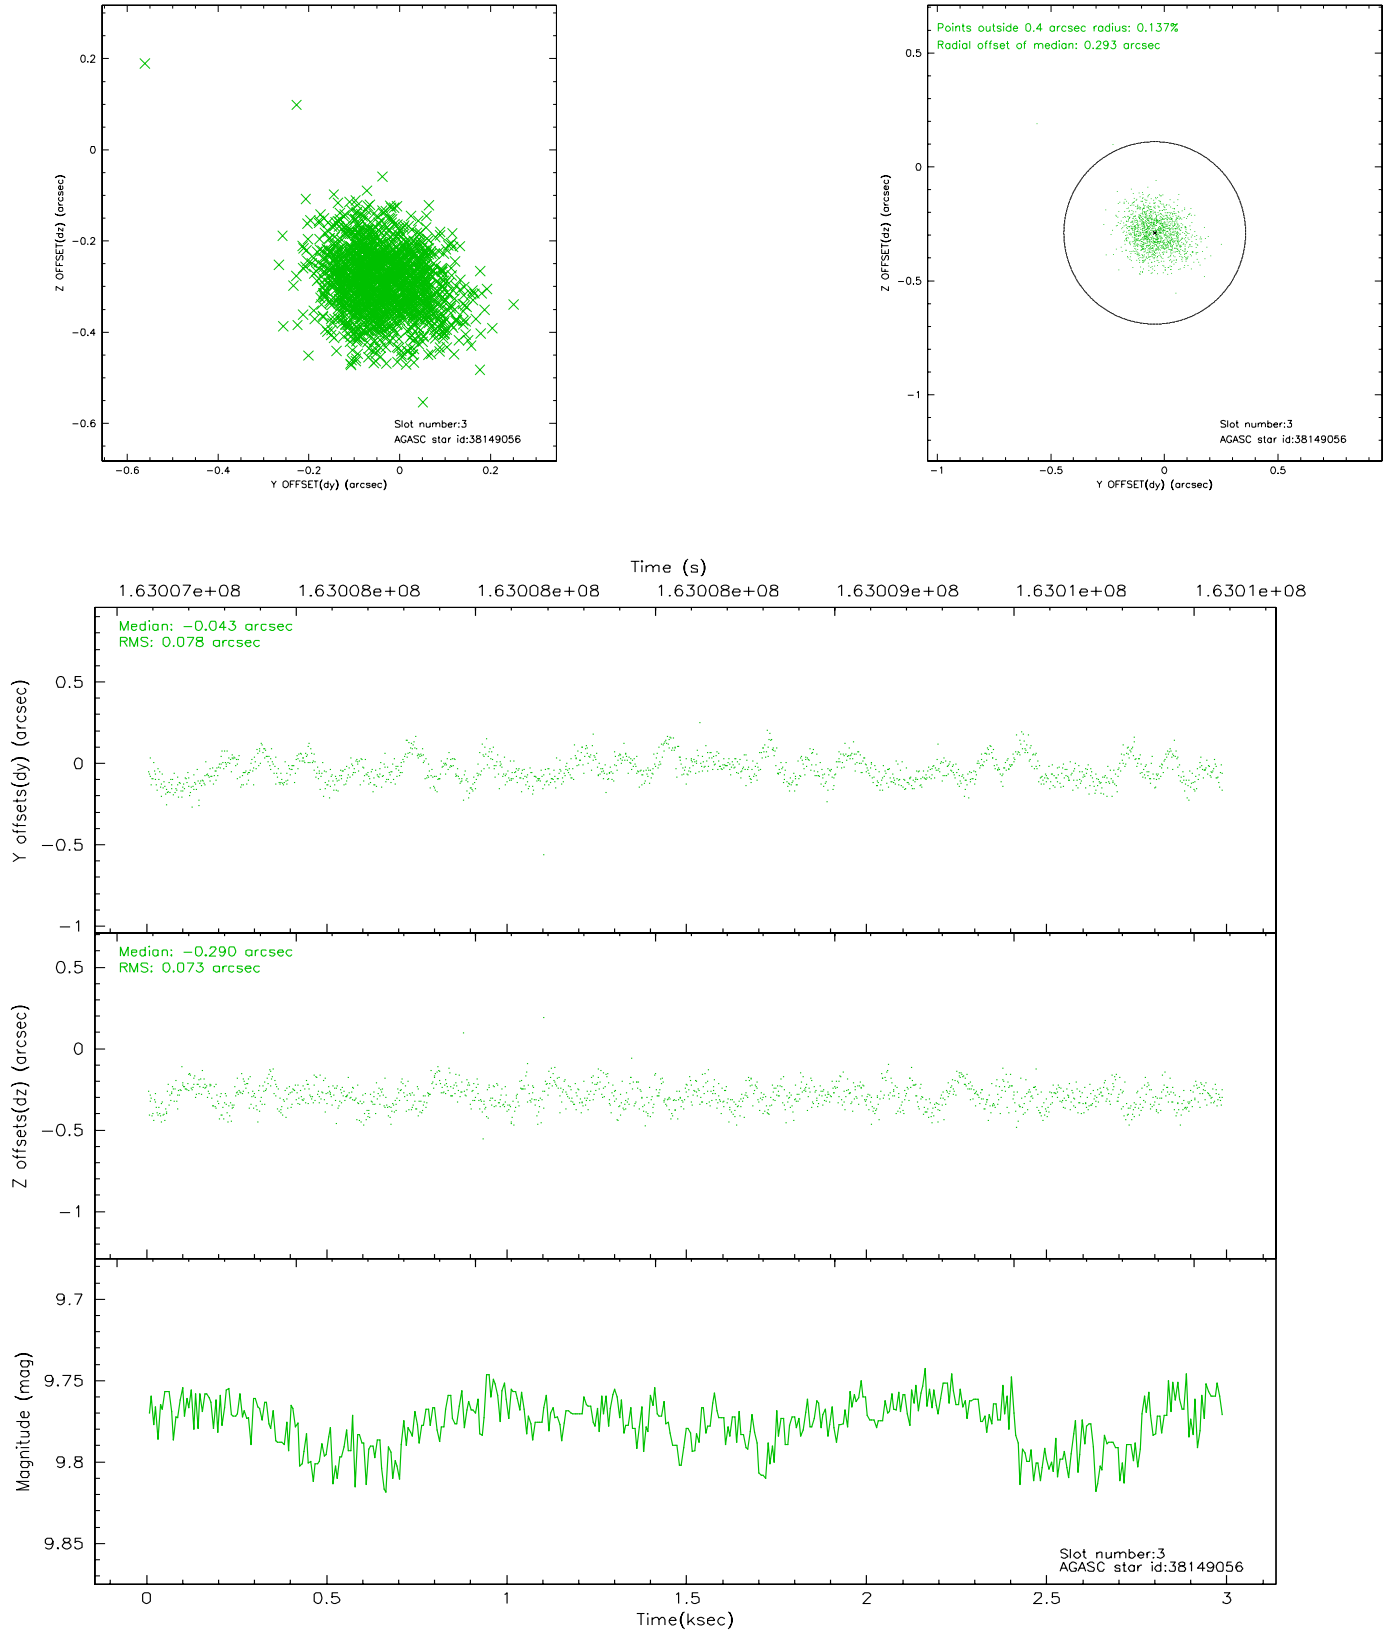 0.2
0
−0.2
−0.4
−0.6
Z OFFSET(dz) (arcsec)
Slot number:3
AGASC star id:38149056
−0.6 −0.4 −0.2 0 0.2
Y OFFSET(dy) (arcsec)
Points outside 0.4 arcsec radius: 0.137%
Radial offset of median: 0.293 arcsec
0.5
0
−0.5
−1
Z OFFSET(dz) (arcsec)
Slot number:3
AGASC star id:38149056
−1 −0.5 0 0.5
Y OFFSET(dy) (arcsec)
Time (s)
1.63007e+08 1.63008e+08 1.63008e+08 1.63008e+08 1.63009e+08 1.6301e+08 1.6301e+08
Median: −0.043 arcsec
RMS: 0.078 arcsec
0.5
0
−0.5
−1
Y offsets(dy) (arcsec)
Median: −0.290 arcsec
RMS: 0.073 arcsec
0.5
0
−0.5
−1
Z offsets(dz) (arcsec)
9.7
9.75
9.8
9.85
Magnitude (mag)
Slot number:3
AGASC star id:38149056
0 0.5 1 1.5 2 2.5 3
Time(ksec)